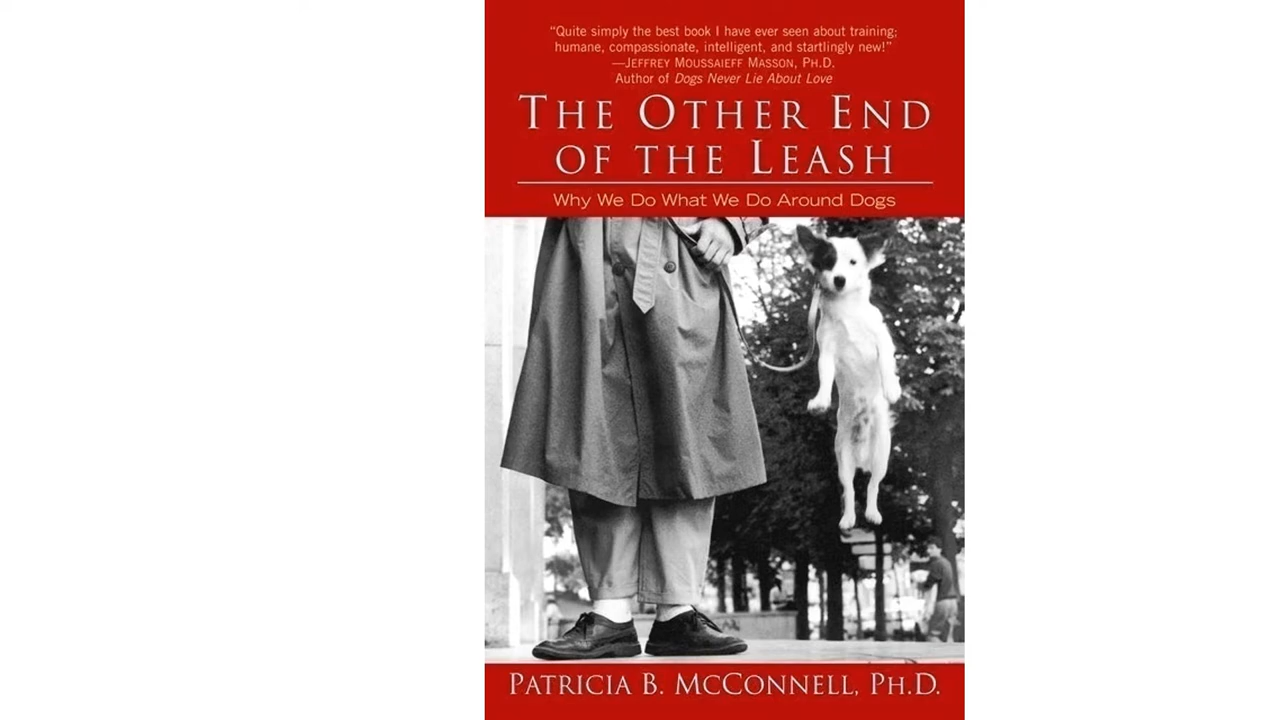 “Quite simply the best book I have ever seen about training;
humane, compassionate, intelligent, and startlingly new!”
—JEFFREY MOUSSAIEFF MASSON, PH.D.
Author of Dogs Never Lie About Love
THE OTHER END
OF THE LEASH
Why We Do What We Do Around Dogs
PATRICIA B. MCCONNELL, PH.D.